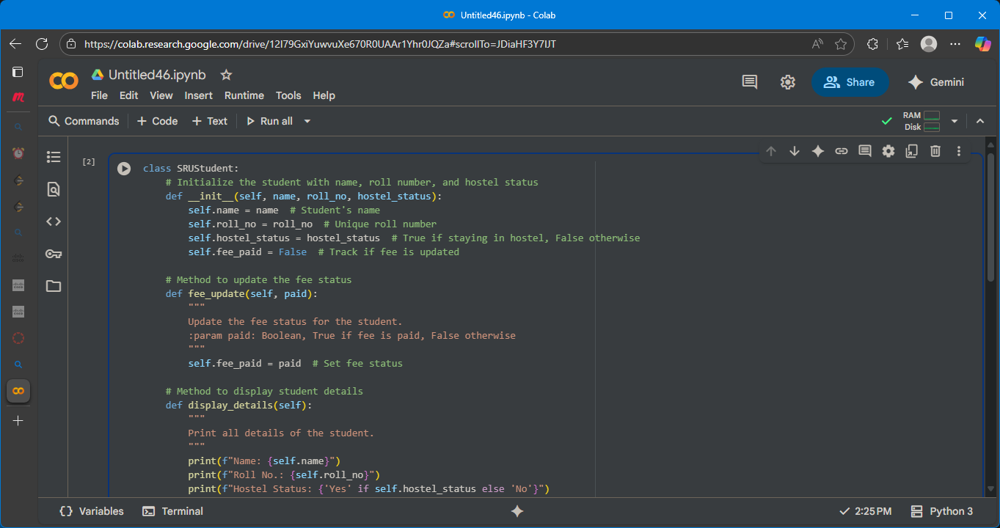 Untitled46.ipynb - Colab
https://colab.research.google.com/drive/12I79GxiYuwvuXe670R0UAAr1Yhr0JQZa#scrollTo=JDiaHF3Y7IJT
Untitled46.ipynb
File Edit View Insert Runtime Tools Help
Share
Gemini
Commands + Code + Text Run all
RAM
Disk
[2]
class SRUStudent:
    # Initialize the student with name, roll number, and hostel status
    def __init__(self, name, roll_no, hostel_status):
        self.name = name  # Student's name
        self.roll_no = roll_no  # Unique roll number
        self.hostel_status = hostel_status  # True if staying in hostel, False otherwise
        self.fee_paid = False  # Track if fee is updated
    # Method to update the fee status
    def fee_update(self, paid):
        """
        Update the fee status for the student.
        :param paid: Boolean, True if fee is paid, False otherwise
        """
        self.fee_paid = paid  # Set fee status
    # Method to display student details
    def display_details(self):
        """
        Print all details of the student.
        """
        print(f"Name: {self.name}")
        print(f"Roll No.: {self.roll_no}")
        print(f"Hostel Status: {'Yes' if self.hostel_status else 'No'}")
{} Variables
Terminal
2:25 PM
Python 3